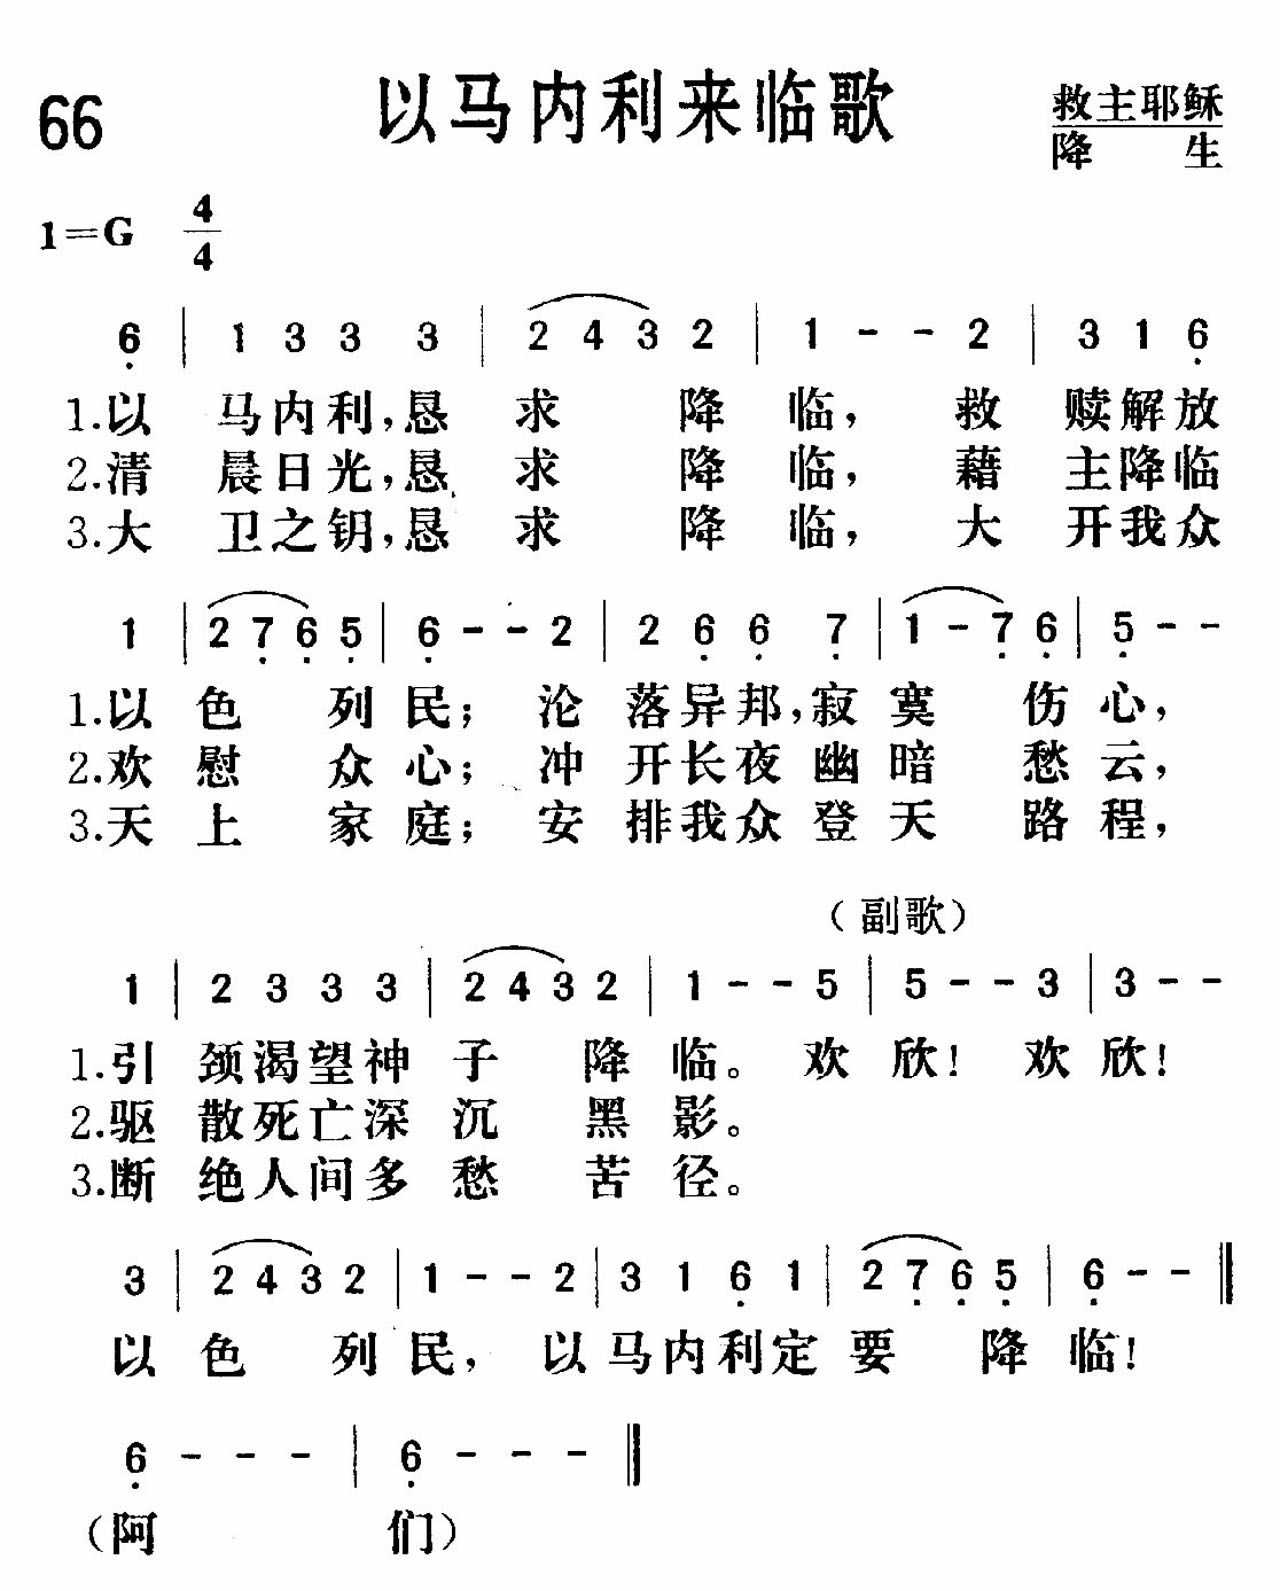 66 以马内利来临歌 救主耶稣
降 生
1=G 4/4
6̣ | 1 3 3 3 | 2 4 3 2 | 1 - - 2 | 3 1 6̣
1.以 马内利,恳 求 降 临, 救 赎解放
2.清 晨日光,恳 求 降 临, 藉 主降临
3.大 卫之钥,恳 求 降 临, 大 开我众
1 | 2 7̣ 6̣ 5̣ | 6̣ - - 2 | 2 6̣ 6̣ 7̣ | 1 - 7̣ 6̣ | 5̣ - -
1.以 色 列 民; 沦 落异邦,寂 寞 伤 心,
2.欢 慰 众 心; 冲 开长夜幽 暗 愁 云,
3.天 上 家 庭; 安 排我众登 天 路 程,
(副歌)
1 | 2 3 3 3 | 2 4 3 2 | 1 - - 5 | 5 - - 3 | 3 - -
1.引 颈渴望神 子 降 临。 欢 欣! 欢 欣!
2.驱 散死亡深 沉 黑 影。
3.断 绝人间多 愁 苦 径。
3 | 2 4 3 2 | 1 - - 2 | 3 1 6̣ 1 | 2 7̣ 6̣ 5̣ | 6̣ - - ‖
以 色 列 民, 以 马内利定 要 降 临!
6̣ - - - | 6̣ - - - ‖
(阿 们)